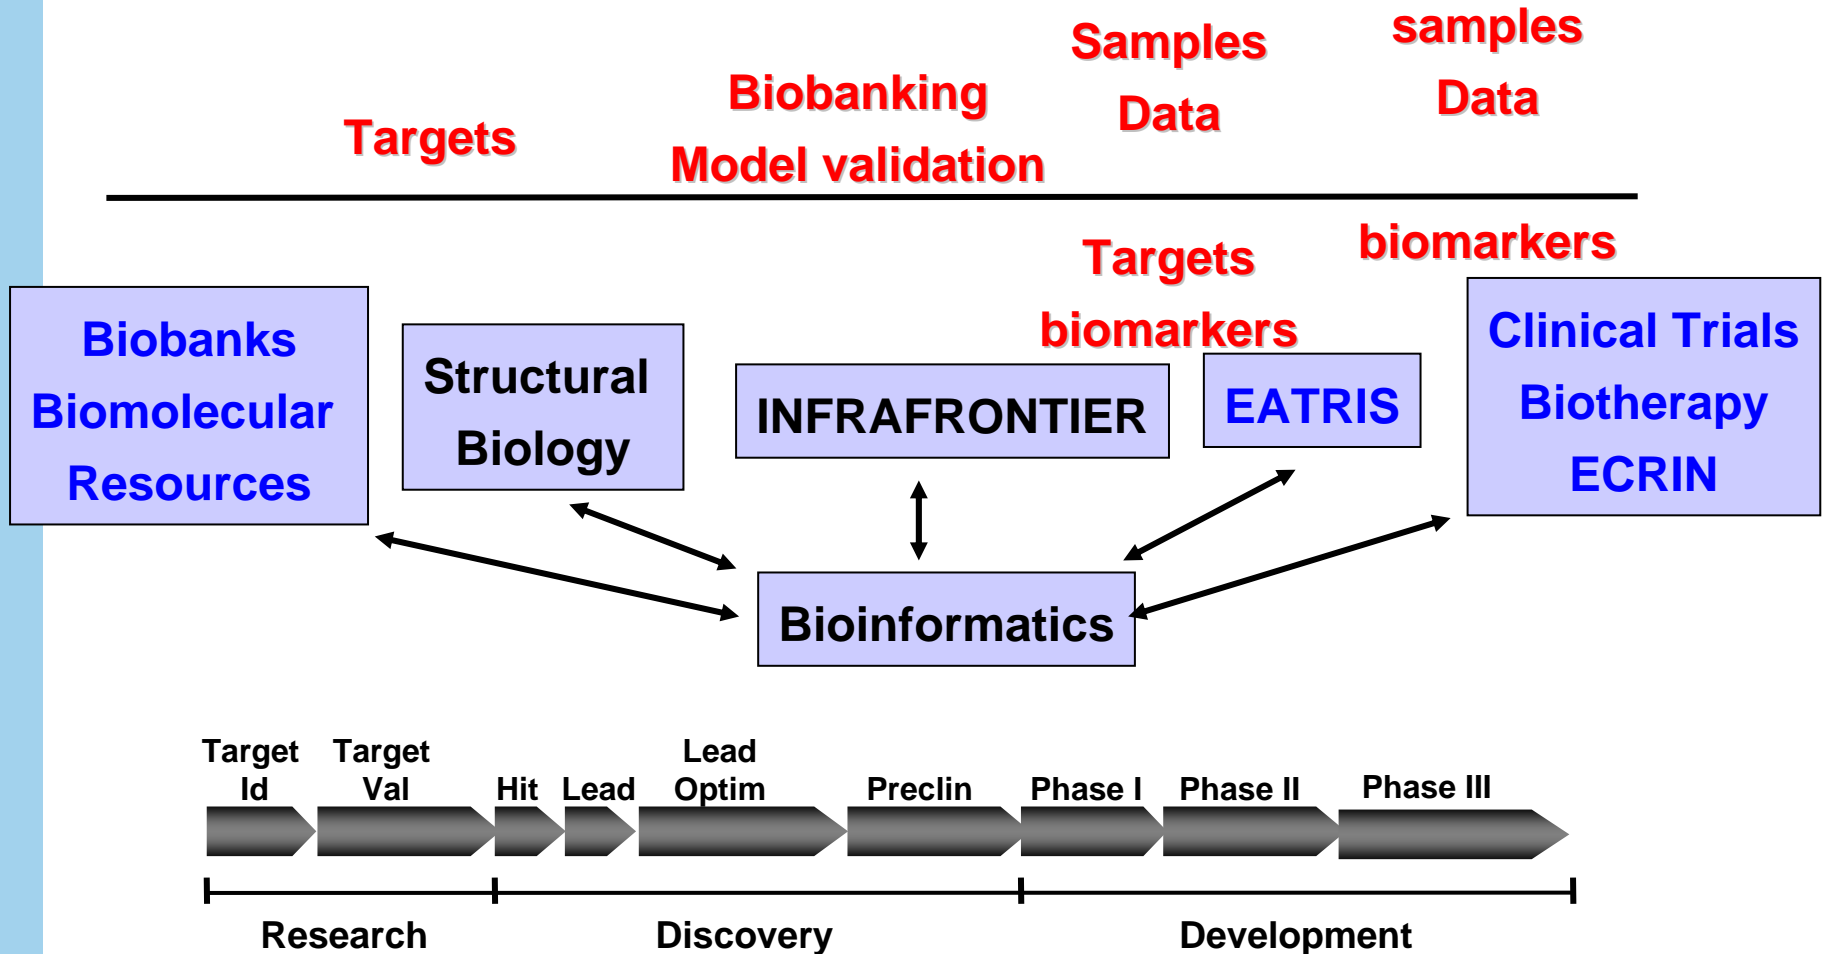 samples
Samples
Data
Data
Biobanking
Targets
Model validation
biomarkers
Targets
biomarkers
Biobanks
Biomolecular
Resources
Structural
Biology
INFRAFRONTIER
EATRIS
Clinical Trials
Biotherapy
ECRIN
Bioinformatics
Target
Id
Target
Val
Hit
Lead
Lead
Optim
Preclin
Phase I
Phase II
Phase III
Research
Discovery
Development